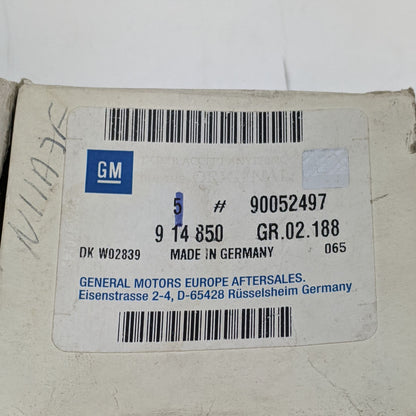 GM
5 # 90052497
9 14 850 GR.02.188
DK W02839 MADE IN GERMANY 065
GENERAL MOTORS EUROPE AFTERSALES.
Eisenstrasse 2-4, D-65428 Rüsselsheim Germany